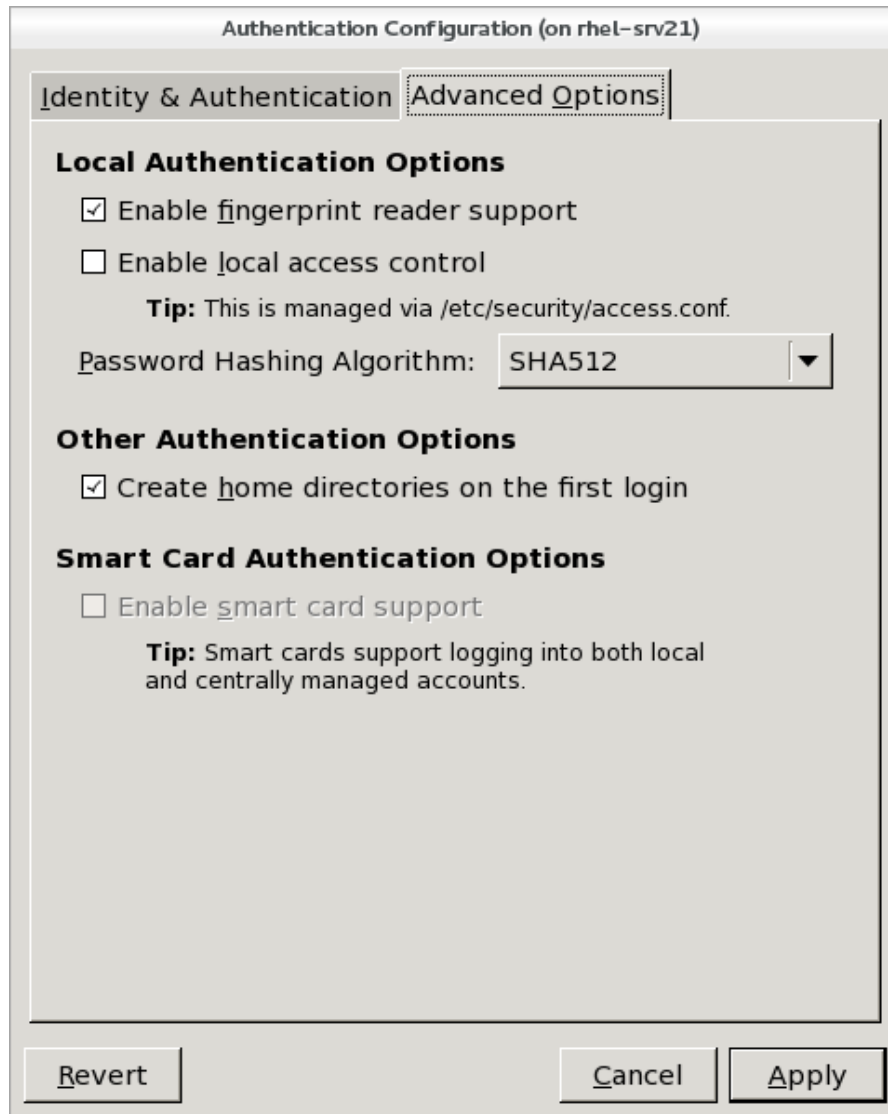 Authentication Configuration (on rhel-srv21)
Identity & Authentication
Advanced Options
Local Authentication Options
Enable fingerprint reader support
Enable local access control
Tip: This is managed via /etc/security/access.conf.
Password Hashing Algorithm: SHA512
Other Authentication Options
Create home directories on the first login
Smart Card Authentication Options
Enable smart card support
Tip: Smart cards support logging into both local
and centrally managed accounts.
Revert
Cancel
Apply